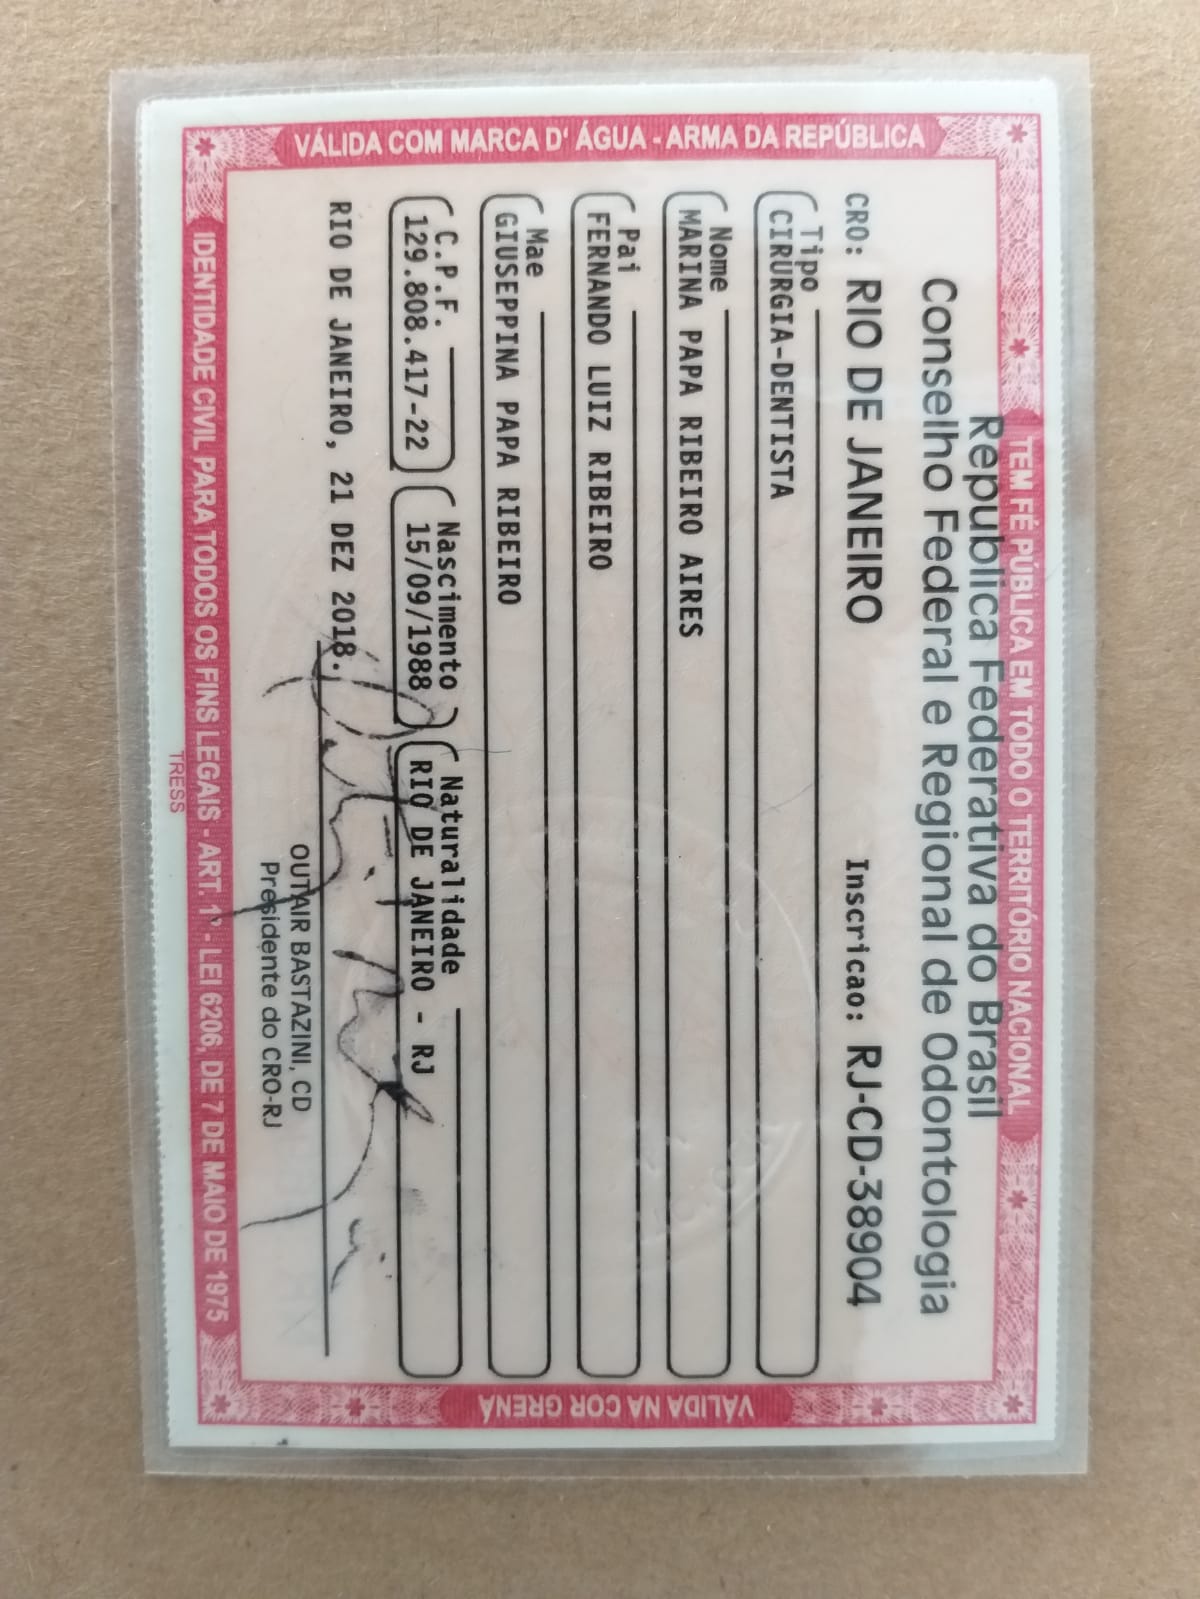 TEM FÉ PÚBLICA EM TODO O TERRITÓRIO NACIONAL
República Federativa do Brasil
Conselho Federal e Regional de Odontologia
CRO: RIO DE JANEIRO Inscricao: RJ-CD-38904
Tipo
CIRURGIA-DENTISTA
Nome
MARINA PAPA RIBEIRO AIRES
Pai
FERNANDO LUIZ RIBEIRO
Mae
GIUSEPPINA PAPA RIBEIRO
C.P.F. Nascimento Naturalidade
129.808.417-22 15/09/1988 RIO DE JANEIRO - RJ
RIO DE JANEIRO, 21 DEZ 2018.
OUTAIR BASTAZINI, CD
Presidente do CRO-RJ
IDENTIDADE CIVIL PARA TODOS OS FINS LEGAIS - ART. 1º - LEI 6206, DE 7 DE MAIO DE 1975
TRESS
VÁLIDA COM MARCA D' ÁGUA - ARMA DA REPÚBLICA
VÁLIDA NA COR GRENÁ